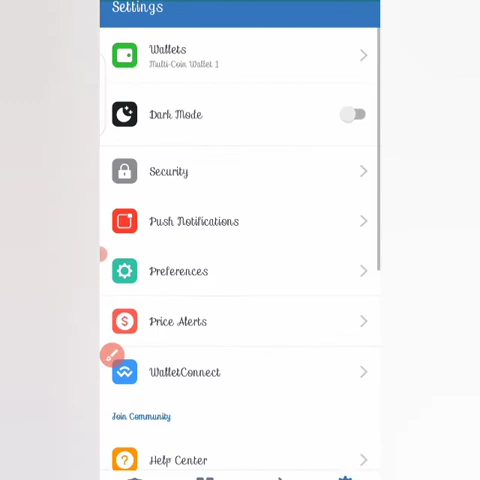 Settings
Wallets
Multi-Coin Wallet 1
Dark Mode
Security
Push Notifications
Preferences
Price Alerts
WalletConnect
Join Community
Help Center